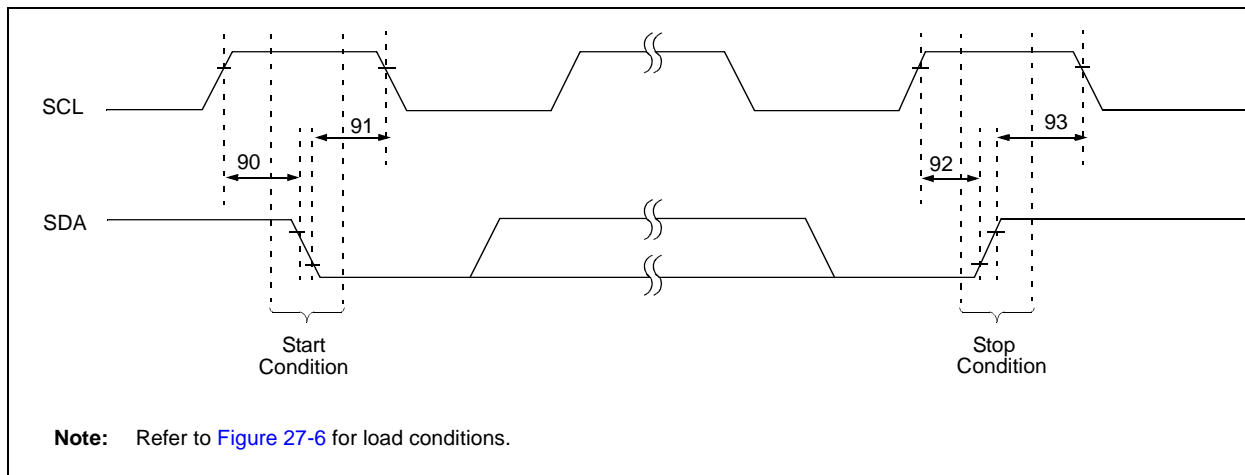 SCL
91
93
90
92
SDA
Start
Condition
Stop
Condition
Note: Refer to Figure 27-6 for load conditions.